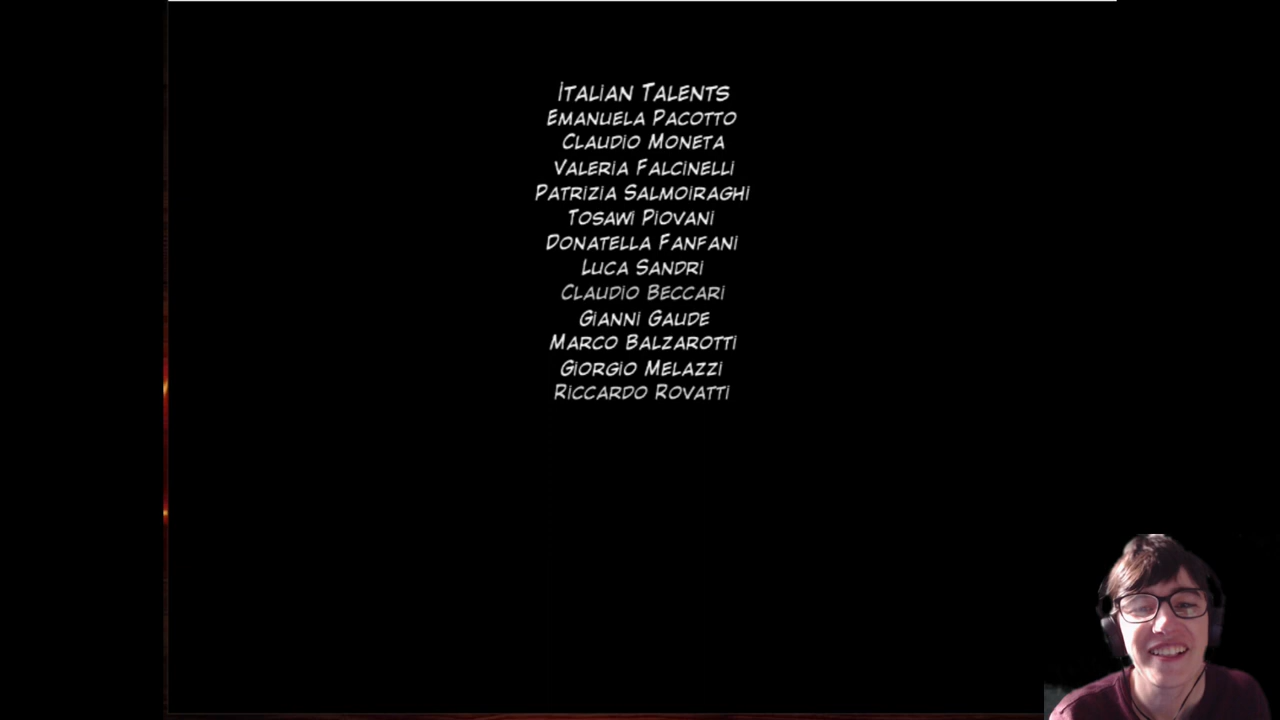 Italian Talents
Emanuela Pacotto
Claudio Moneta
Valeria Falcinelli
Patrizia Salmoiraghi
Tosawi Piovani
Donatella Fanfani
Luca Sandri
Claudio Beccari
Gianni Gaude
Marco Balzarotti
Giorgio Melazzi
Riccardo Rovatti